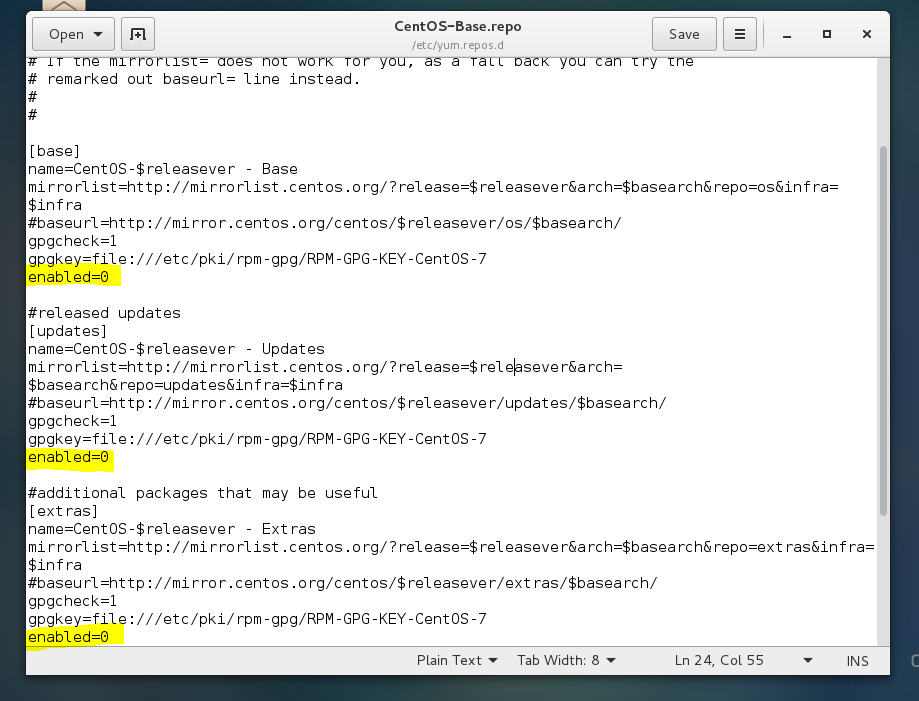 Open
CentOS-Base.repo
/etc/yum.repos.d
Save
# If the mirrorlist= does not work for you, as a fall back you can try the
# remarked out baseurl= line instead.
#
#
[base]
name=CentOS-$releasever - Base
mirrorlist=http://mirrorlist.centos.org/?release=$releasever&arch=$basearch&repo=os&infra=
$infra
#baseurl=http://mirror.centos.org/centos/$releasever/os/$basearch/
gpgcheck=1
gpgkey=file:///etc/pki/rpm-gpg/RPM-GPG-KEY-CentOS-7
enabled=0
#released updates
[updates]
name=CentOS-$releasever - Updates
mirrorlist=http://mirrorlist.centos.org/?release=$releasever&arch=
$basearch&repo=updates&infra=$infra
#baseurl=http://mirror.centos.org/centos/$releasever/updates/$basearch/
gpgcheck=1
gpgkey=file:///etc/pki/rpm-gpg/RPM-GPG-KEY-CentOS-7
enabled=0
#additional packages that may be useful
[extras]
name=CentOS-$releasever - Extras
mirrorlist=http://mirrorlist.centos.org/?release=$releasever&arch=$basearch&repo=extras&infra=
$infra
#baseurl=http://mirror.centos.org/centos/$releasever/extras/$basearch/
gpgcheck=1
gpgkey=file:///etc/pki/rpm-gpg/RPM-GPG-KEY-CentOS-7
enabled=0
Plain Text Tab Width: 8 Ln 24, Col 55 INS